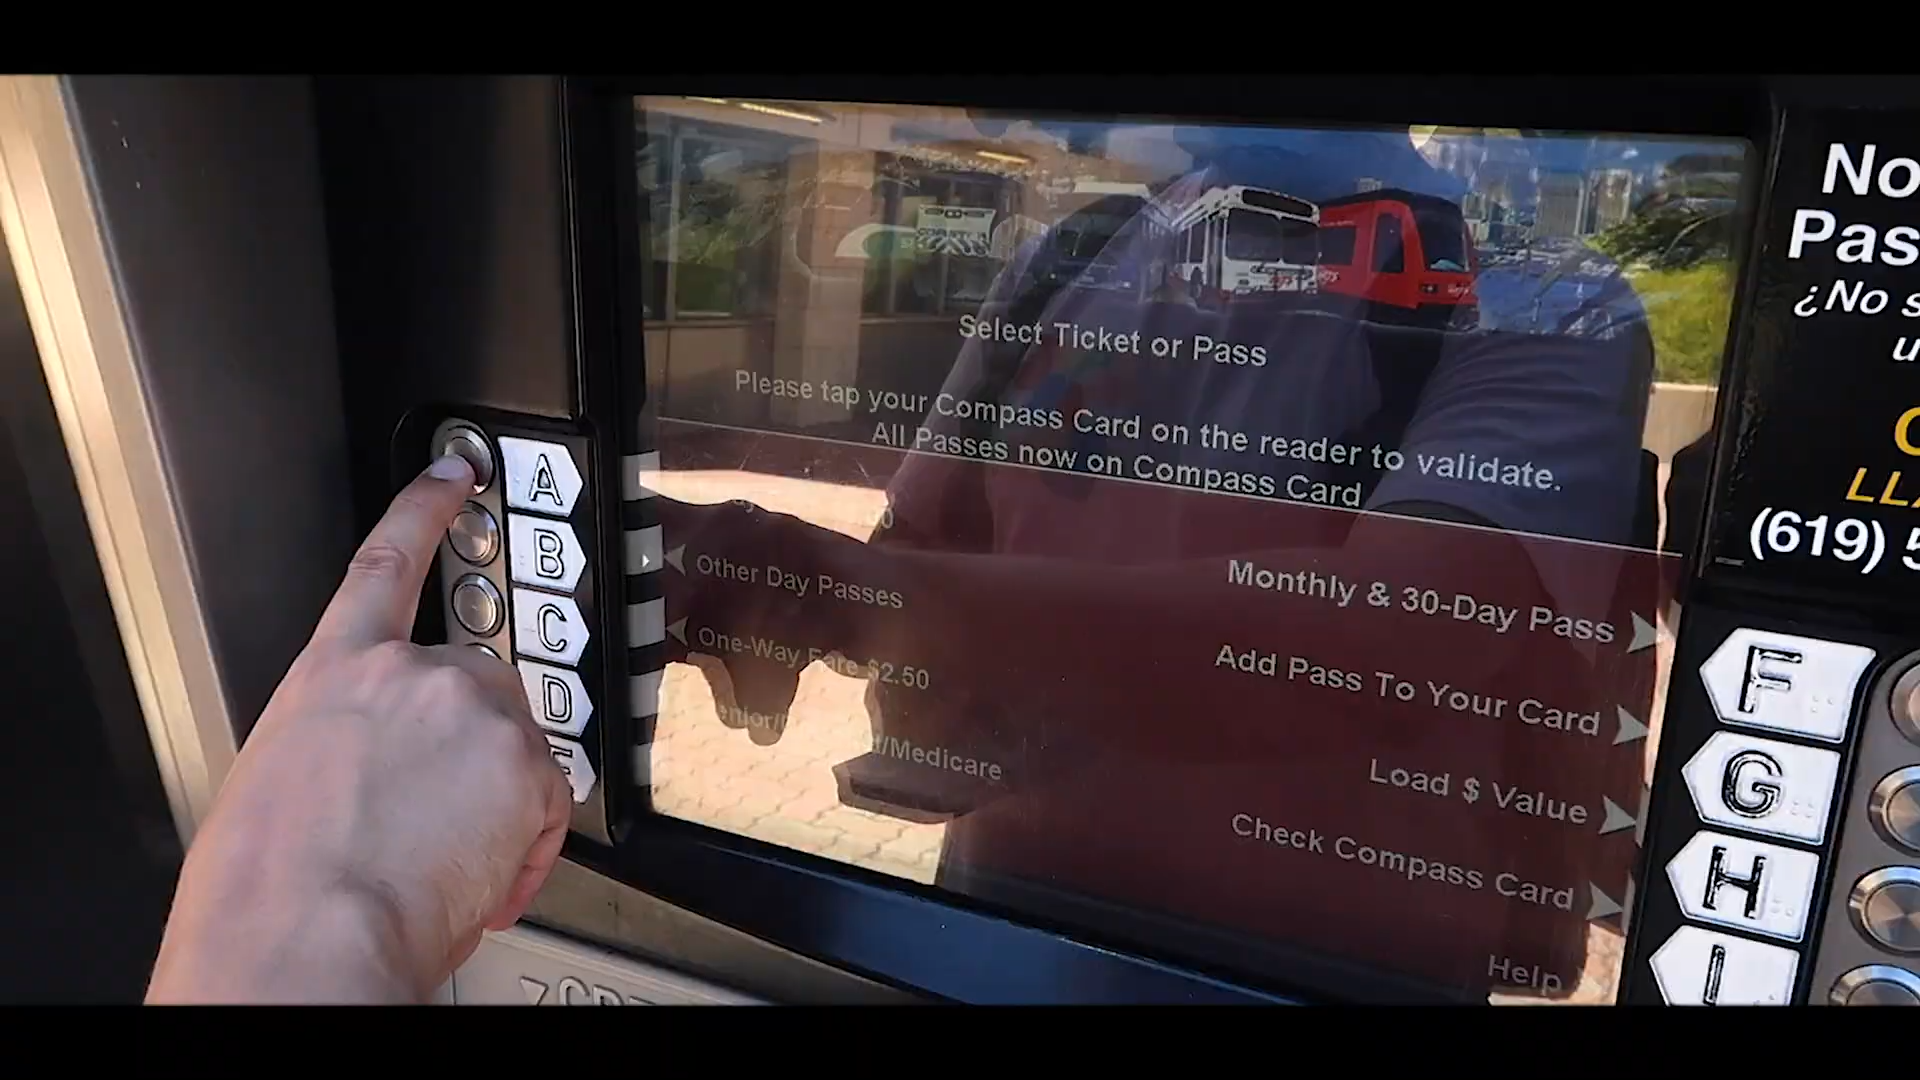 Select Ticket or Pass
Please tap your Compass Card on the reader to validate.
All Passes now on Compass Card
Other Day Passes
One-Way Fare $2.50
/Medicare
Monthly & 30-Day Pass
Add Pass To Your Card
Load $ Value
Check Compass Card
Help
A
B
C
D
E
F
G
H
I
No
Pas
¿No s
u
(619) 5